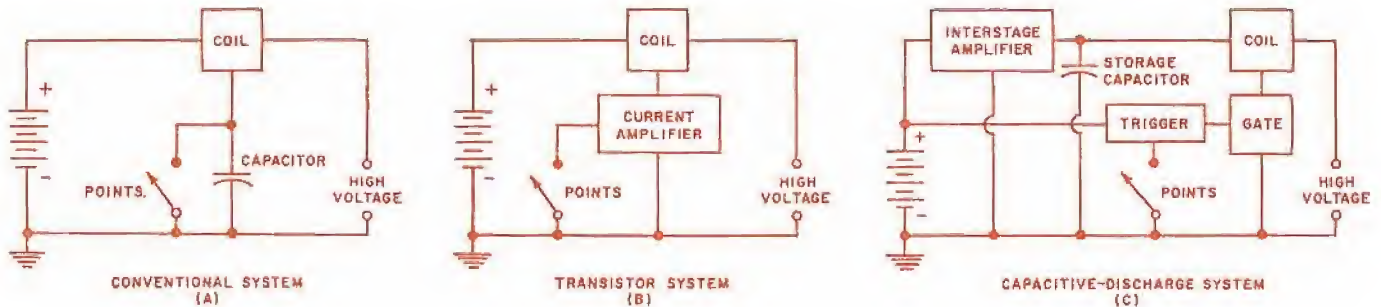 COIL
+
-
POINTS.
CAPACITOR
HIGH
VOLTAGE
CONVENTIONAL SYSTEM
(A)
COIL
+
-
CURRENT
AMPLIFIER
POINTS
HIGH
VOLTAGE
TRANSISTOR SYSTEM
(B)
INTERSTAGE
AMPLIFIER
COIL
STORAGE
CAPACITOR
+
-
TRIGGER
GATE
POINTS
HIGH
VOLTAGE
CAPACITIVE-DISCHARGE SYSTEM
(C)